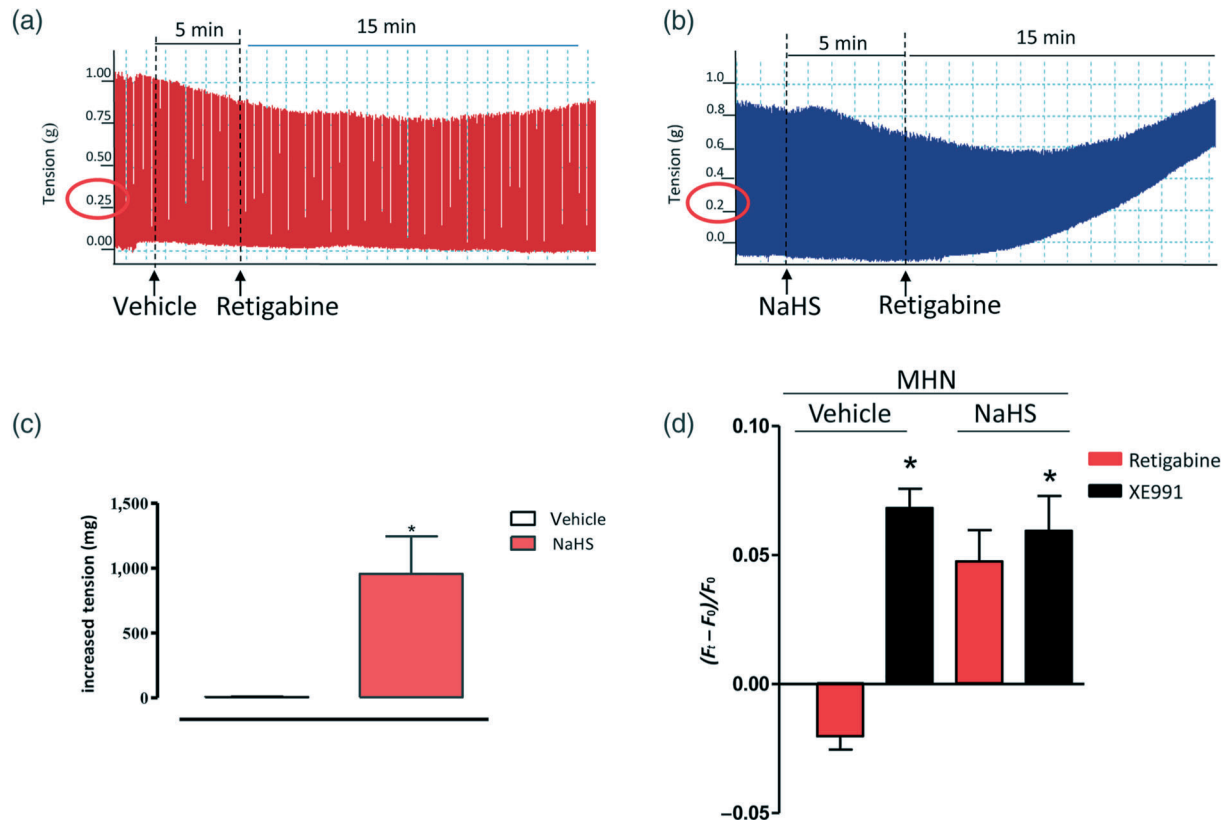 (a)
5 min
15 min
1.00
0.75
0.50
0.25
0.00
Tension (g)
Vehicle
Retigabine
(b)
5 min
15 min
1.0
0.8
0.6
0.4
0.2
0.0
Tension (g)
NaHS
Retigabine
(c)
1,500
1,000
500
0
increased tension (mg)
*
Vehicle
NaHS
(d)
MHN
Vehicle
NaHS
0.10
0.05
0.00
−0.05
(Ft − F0)/F0
*
*
Retigabine
XE991